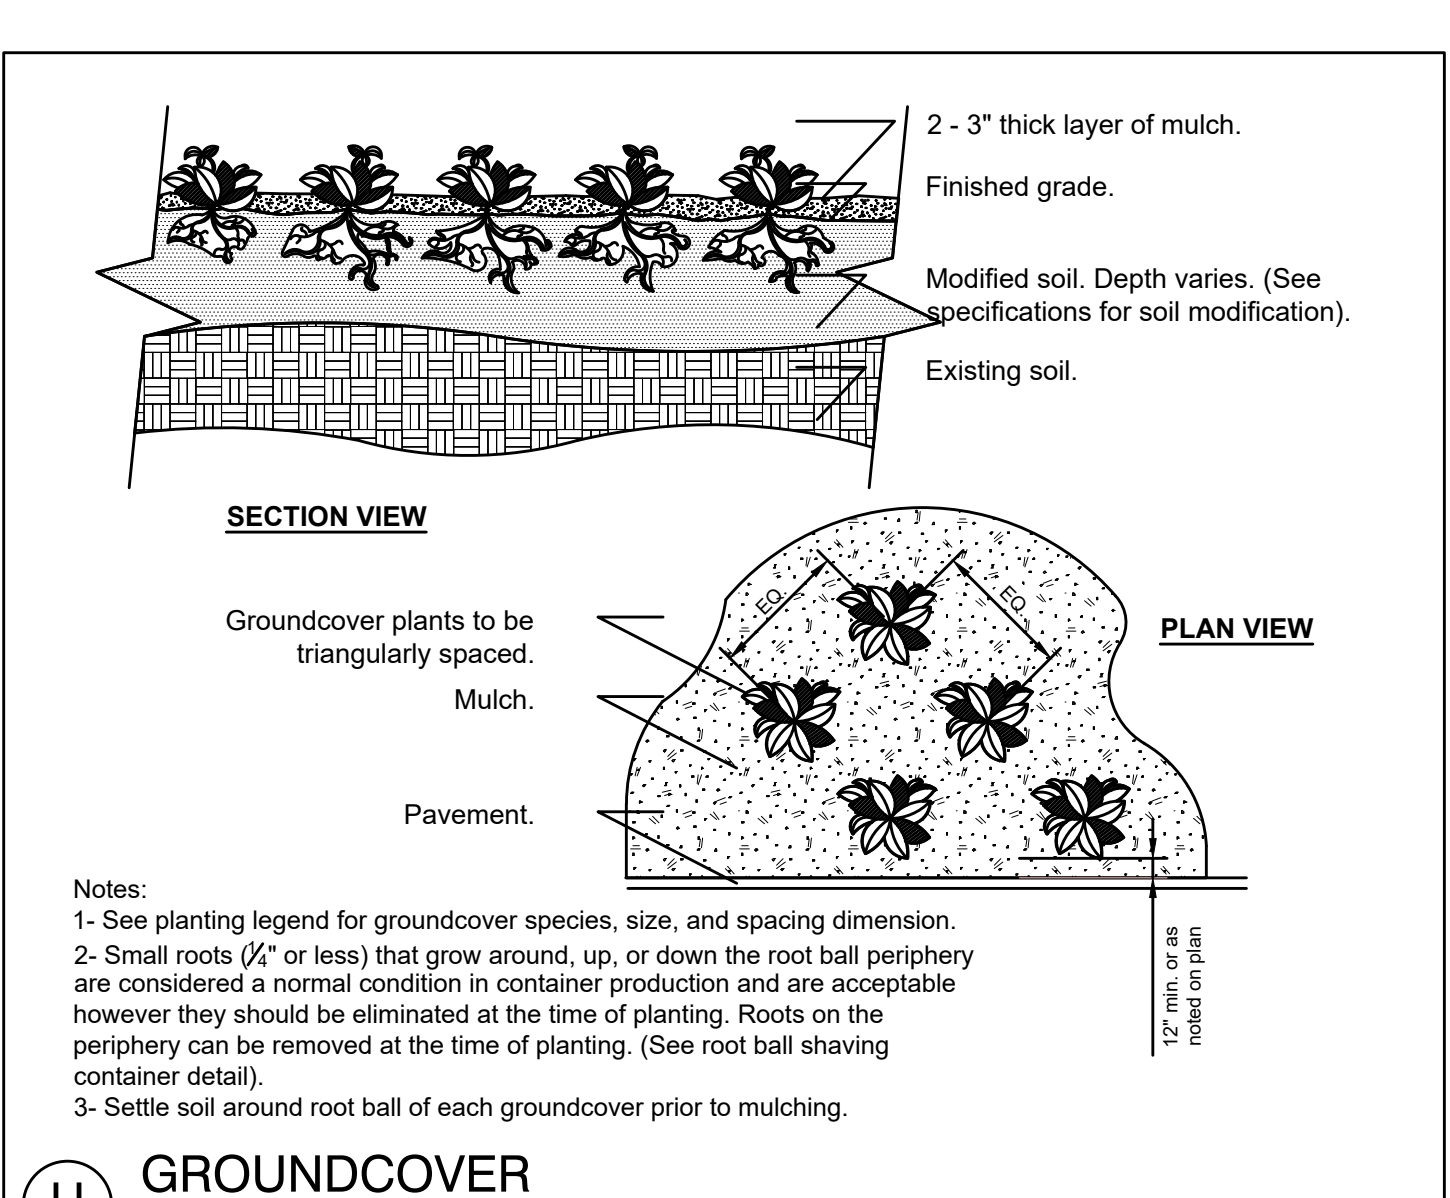 2 - 3" thick layer of mulch.
Finished grade.
Modified soil. Depth varies. (See
specifications for soil modification).
Existing soil.
SECTION VIEW
EQ.
EQ.
Groundcover plants to be
triangularly spaced.
PLAN VIEW
Mulch.
Pavement.
12" min. or as
noted on plan
Notes:
1- See planting legend for groundcover species, size, and spacing dimension.
2- Small roots (¼" or less) that grow around, up, or down the root ball periphery
are considered a normal condition in container production and are acceptable
however they should be eliminated at the time of planting. Roots on the
periphery can be removed at the time of planting. (See root ball shaving
container detail).
3- Settle soil around root ball of each groundcover prior to mulching.
GROUNDCOVER